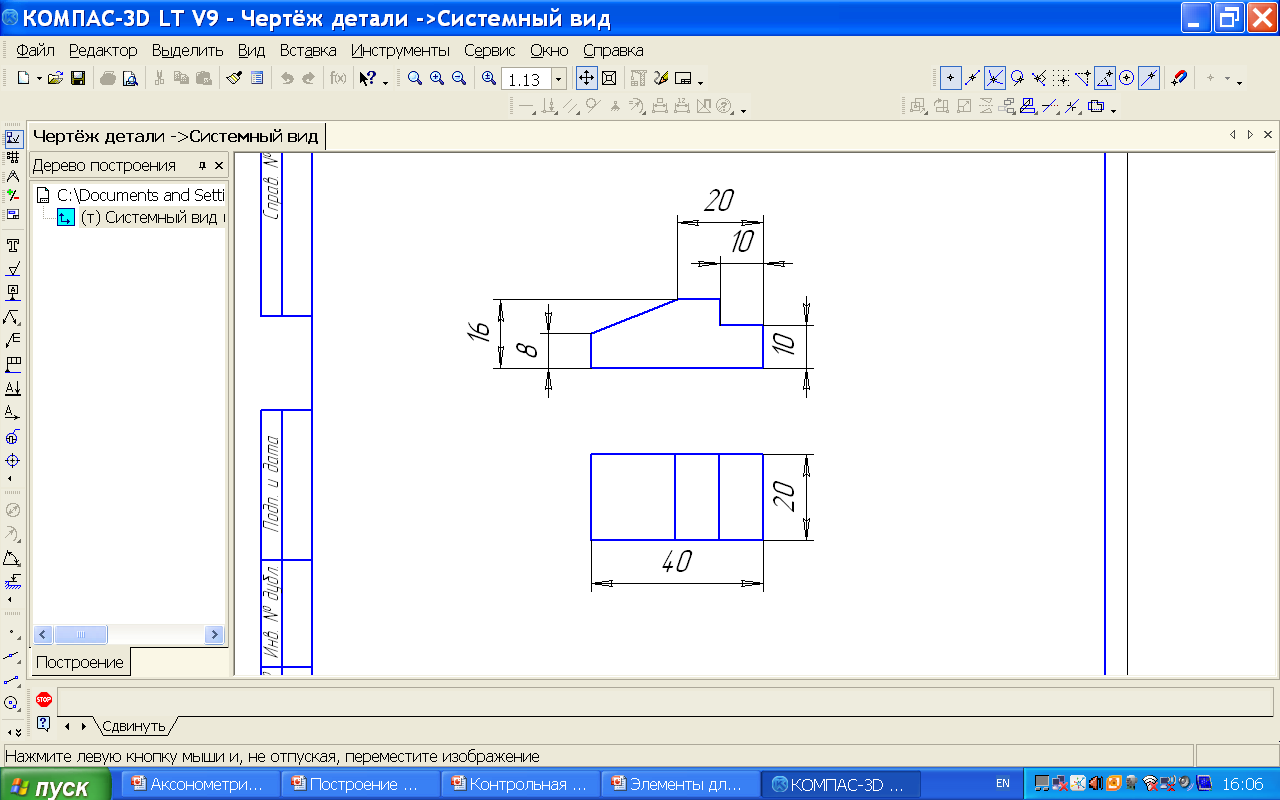 КОМПАС-3D LT V9 - Чертёж детали ->Системный вид
Файл Редактор Выделить Вид Вставка Инструменты Сервис Окно Справка
f(x) 1.13
Чертёж детали ->Системный вид
Дерево построения
C:\Documents and Setti
(т) Системный вид
Справ. №
20
10
16
8
10
Подп. и дата
20
40
Инв. № дубл.
Построение
STOP
Сдвинуть
Нажмите левую кнопку мыши и, не отпуская, переместите изображение
пуск Аксонометри... Построение ... Контрольная ... Элементы дл... КОМПАС-3D ... EN 16:06